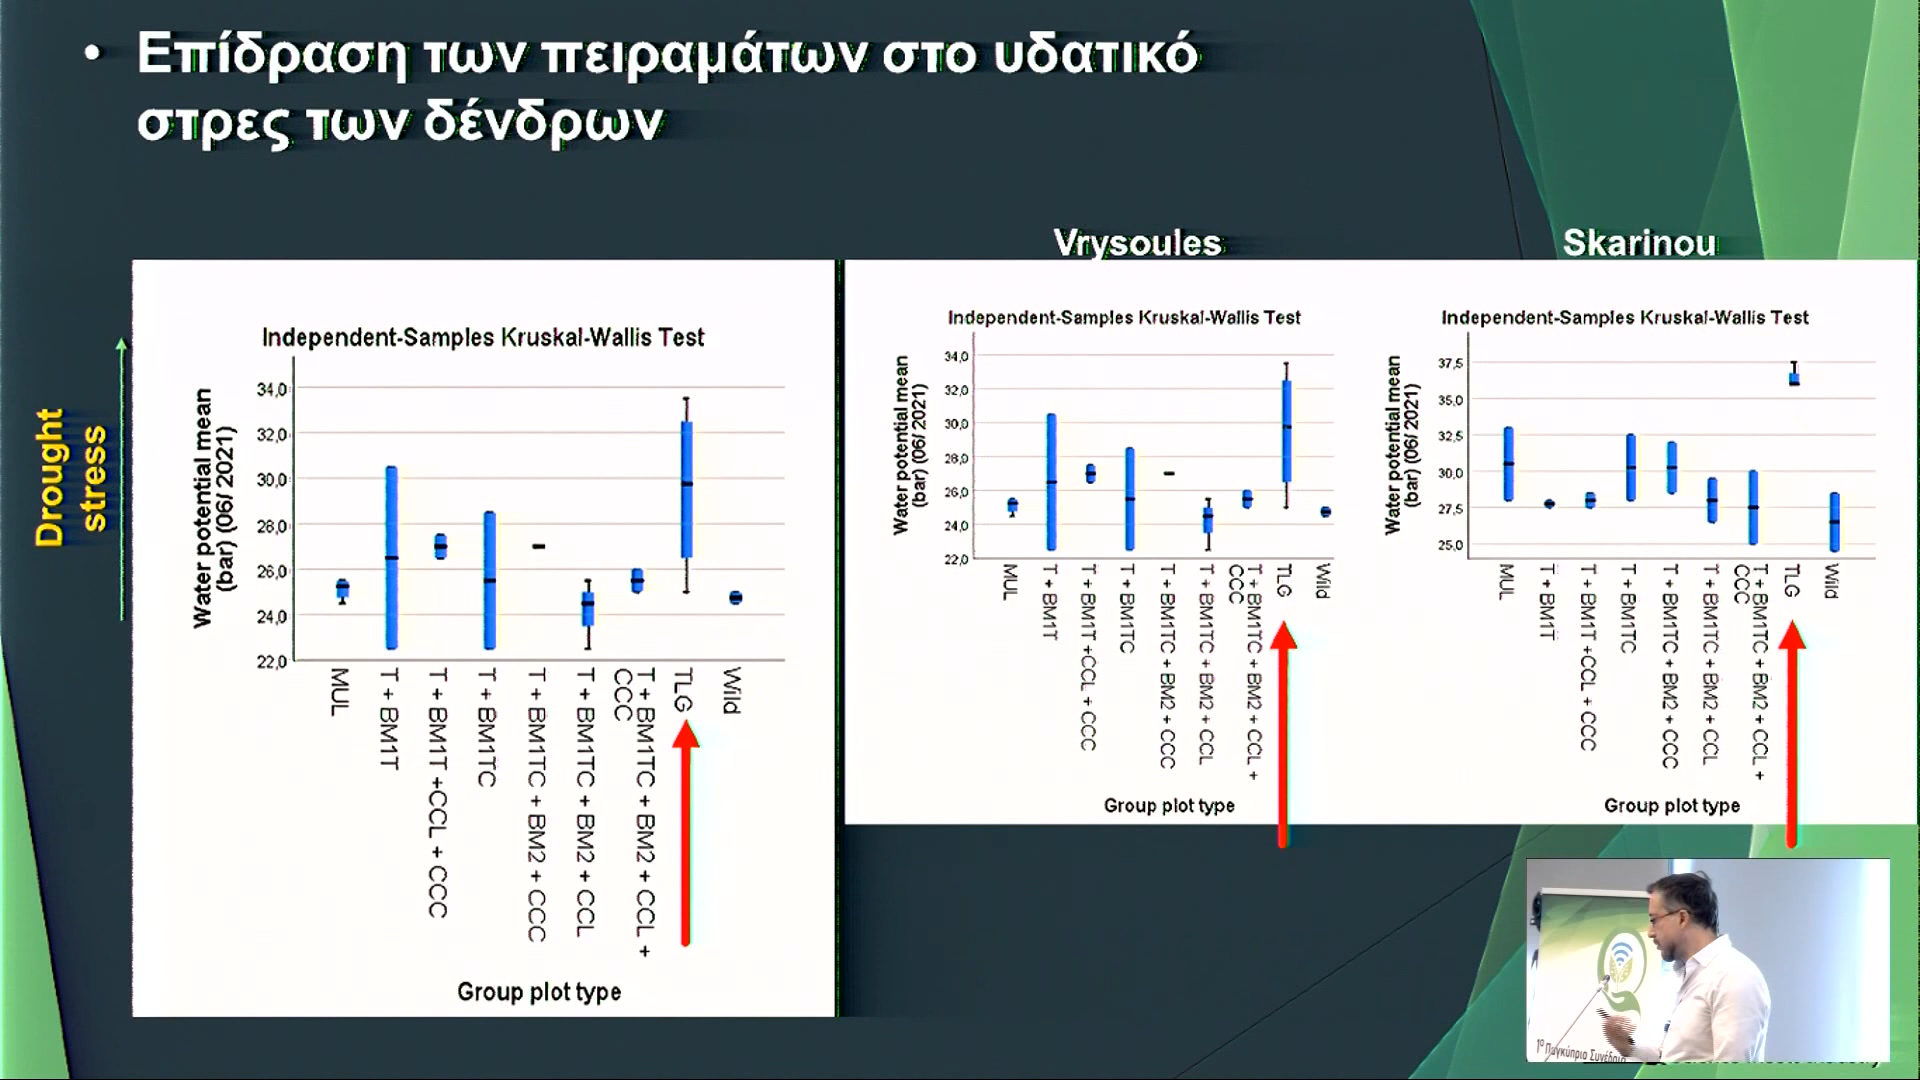 • Επίδραση των πειραμάτων στο υδατικό
στρες των δένδρων
Vrysoules
Skarinou
Drought
stress
Independent-Samples Kruskal-Wallis Test
Water potential mean
(bar) (06/ 2021)
34,0
32,0
30,0
28,0
26,0
24,0
22,0
MUL
T + BM1T
T + BM1T +CCL + CCC
T + BM1TC
T + BM1TC + BM2 + CCC
T + BM1TC + BM2 + CCL
T + BM1TC + BM2 + CCL +
CCC
TLG
Wild
Group plot type
Independent-Samples Kruskal-Wallis Test
Water potential mean
(bar) (06/ 2021)
34,0
32,0
30,0
28,0
26,0
24,0
22,0
MUL
T + BM1T
T + BM1T +CCL + CCC
T + BM1TC
T + BM1TC + BM2 + CCC
T + BM1TC + BM2 + CCL
T + BM1TC + BM2 + CCL +
CCC
TLG
Wild
Group plot type
Independent-Samples Kruskal-Wallis Test
Water potential mean
(bar) (06/ 2021)
37,5
35,0
32,5
30,0
27,5
25,0
MUL
T + BM1T
T + BM1T +CCL + CCC
T + BM1TC
T + BM1TC + BM2 + CCC
T + BM1TC + BM2 + CCL
T + BM1TC + BM2 + CCL +
CCC
TLG
Wild
Group plot type
1º Παγκύπριο Συνέδριο